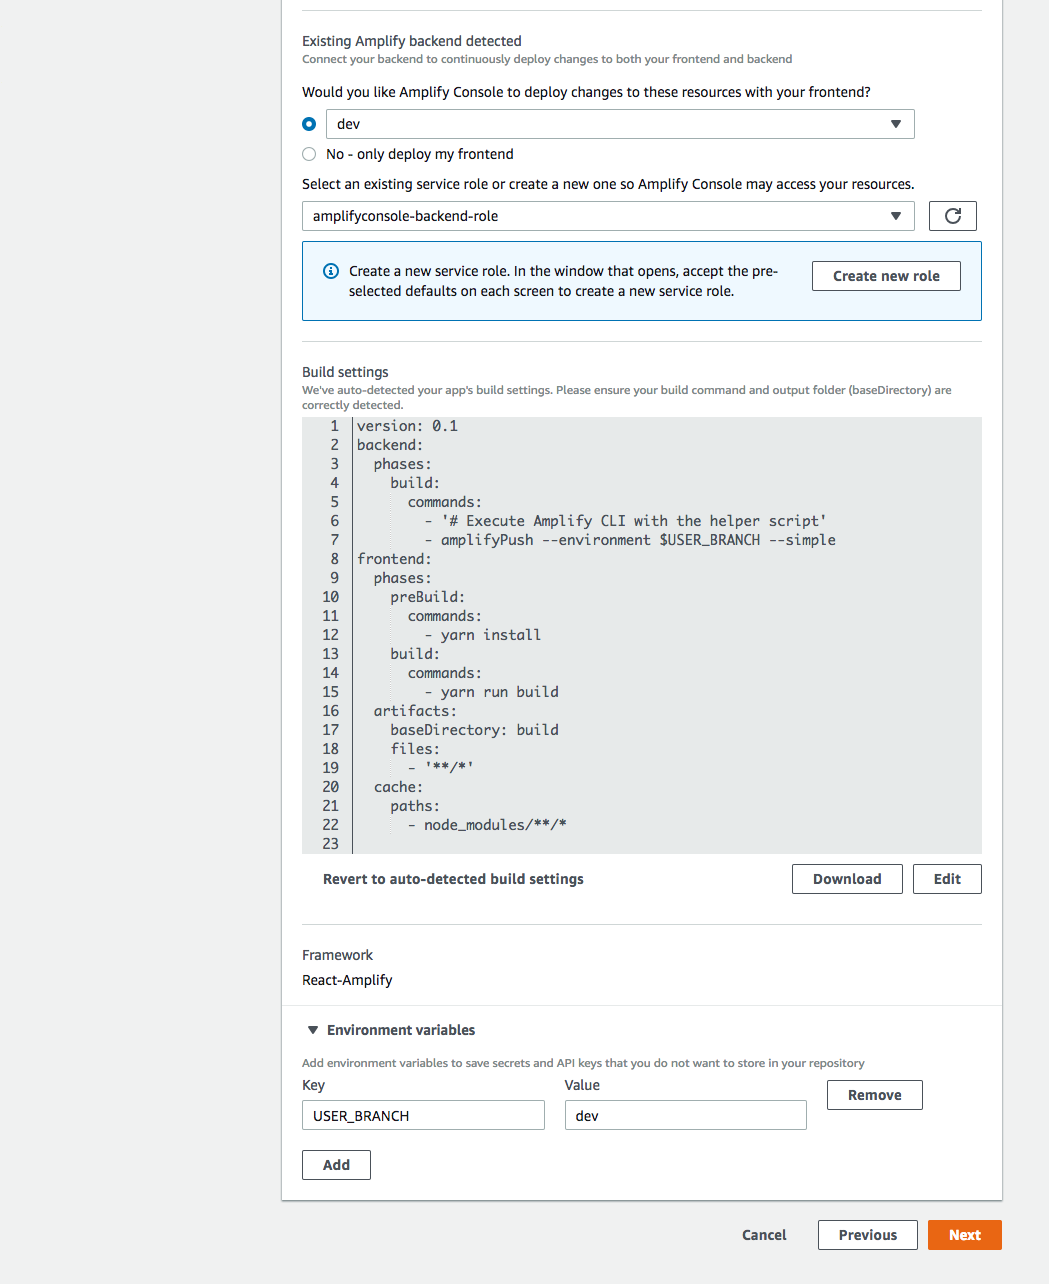 Existing Amplify backend detected
Connect your backend to continuously deploy changes to both your frontend and backend
Would you like Amplify Console to deploy changes to these resources with your frontend?
dev
No - only deploy my frontend
Select an existing service role or create a new one so Amplify Console may access your resources.
amplifyconsole-backend-role
Create a new service role. In the window that opens, accept the pre-
selected defaults on each screen to create a new service role.
Create new role
Build settings
We've auto-detected your app's build settings. Please ensure your build command and output folder (baseDirectory) are
correctly detected.
1 version: 0.1
2 backend:
3   phases:
4     build:
5       commands:
6         - '# Execute Amplify CLI with the helper script'
7         - amplifyPush --environment $USER_BRANCH --simple
8 frontend:
9   phases:
10     preBuild:
11       commands:
12         - yarn install
13     build:
14       commands:
15         - yarn run build
16   artifacts:
17     baseDirectory: build
18     files:
19       - '**/*'
20   cache:
21     paths:
22       - node_modules/**/*
23
Revert to auto-detected build settings Download Edit
Framework
React-Amplify
Environment variables
Add environment variables to save secrets and API keys that you do not want to store in your repository
Key Value
Remove
USER_BRANCH dev
Add
Cancel Previous Next